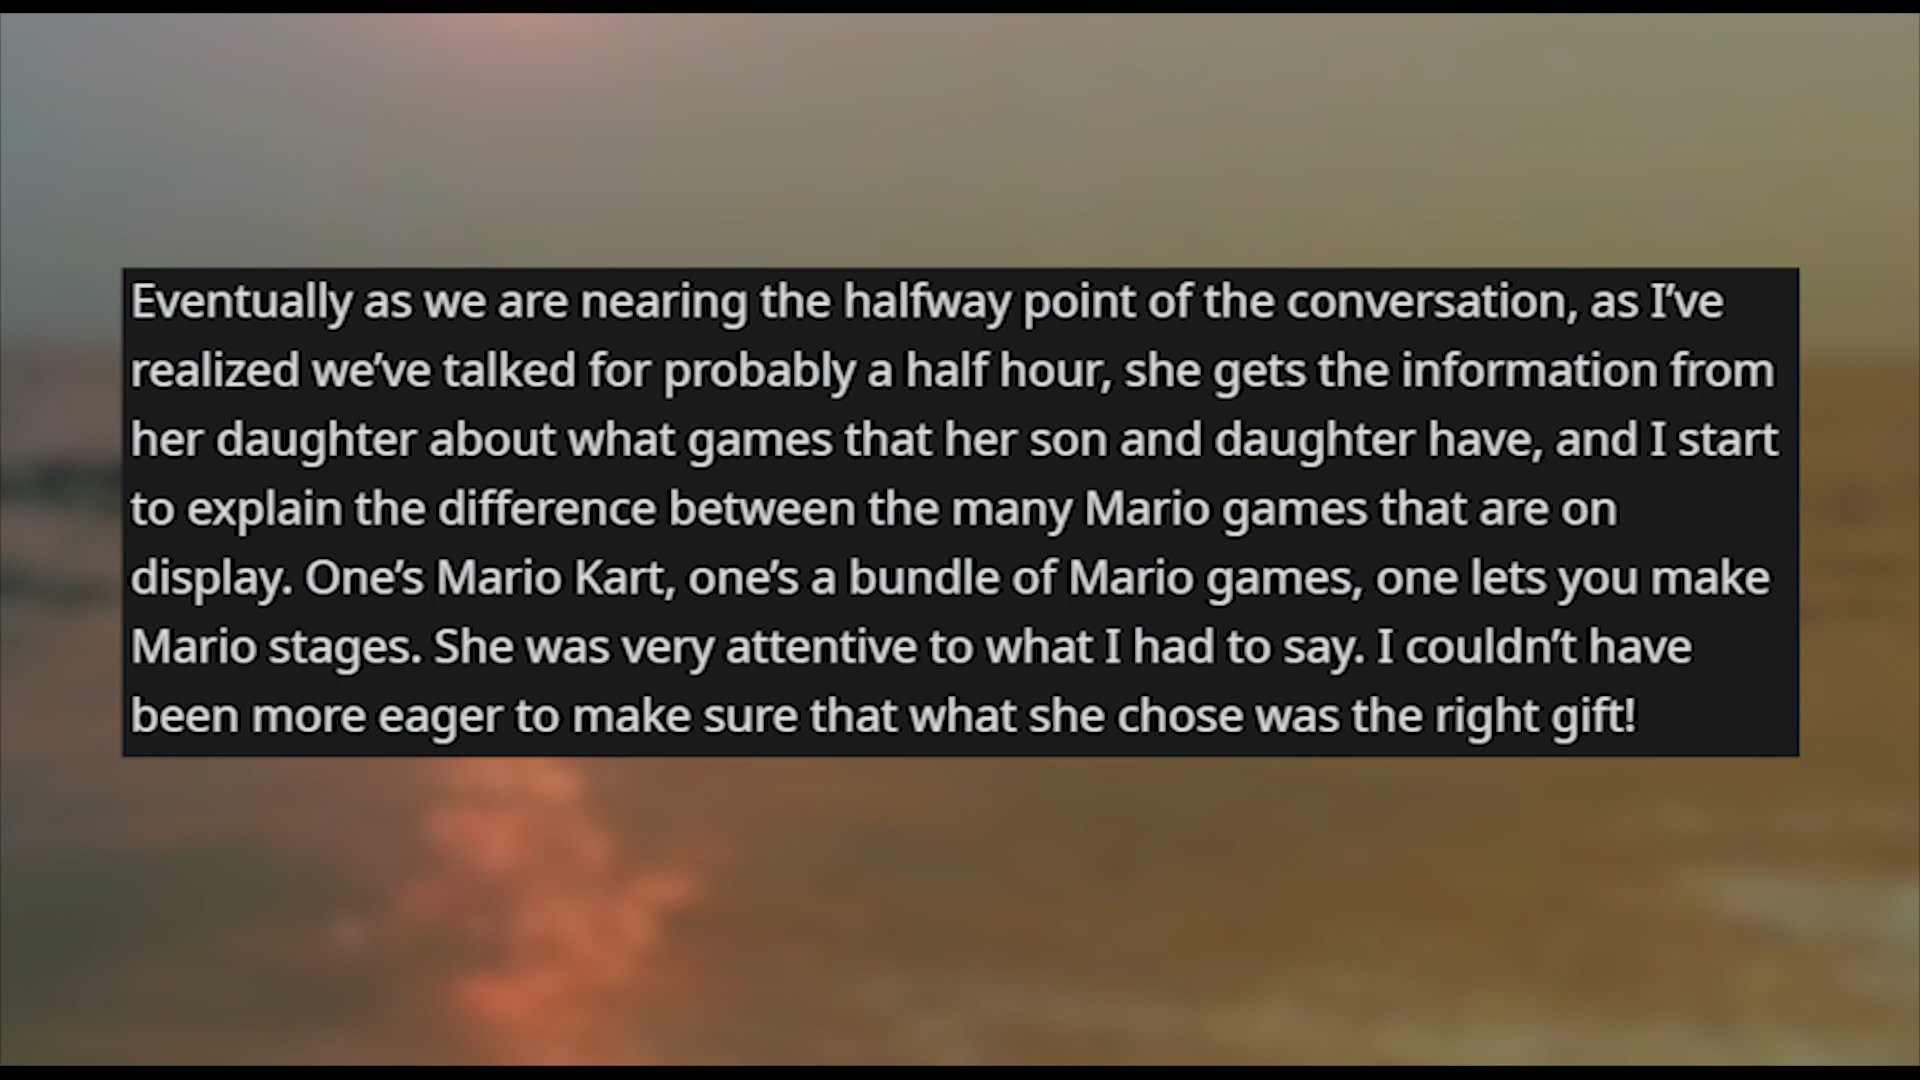 Eventually as we are nearing the halfway point of the conversation, as I’ve
realized we’ve talked for probably a half hour, she gets the information from
her daughter about what games that her son and daughter have, and I start
to explain the difference between the many Mario games that are on
display. One’s Mario Kart, one’s a bundle of Mario games, one lets you make
Mario stages. She was very attentive to what I had to say. I couldn’t have
been more eager to make sure that what she chose was the right gift!